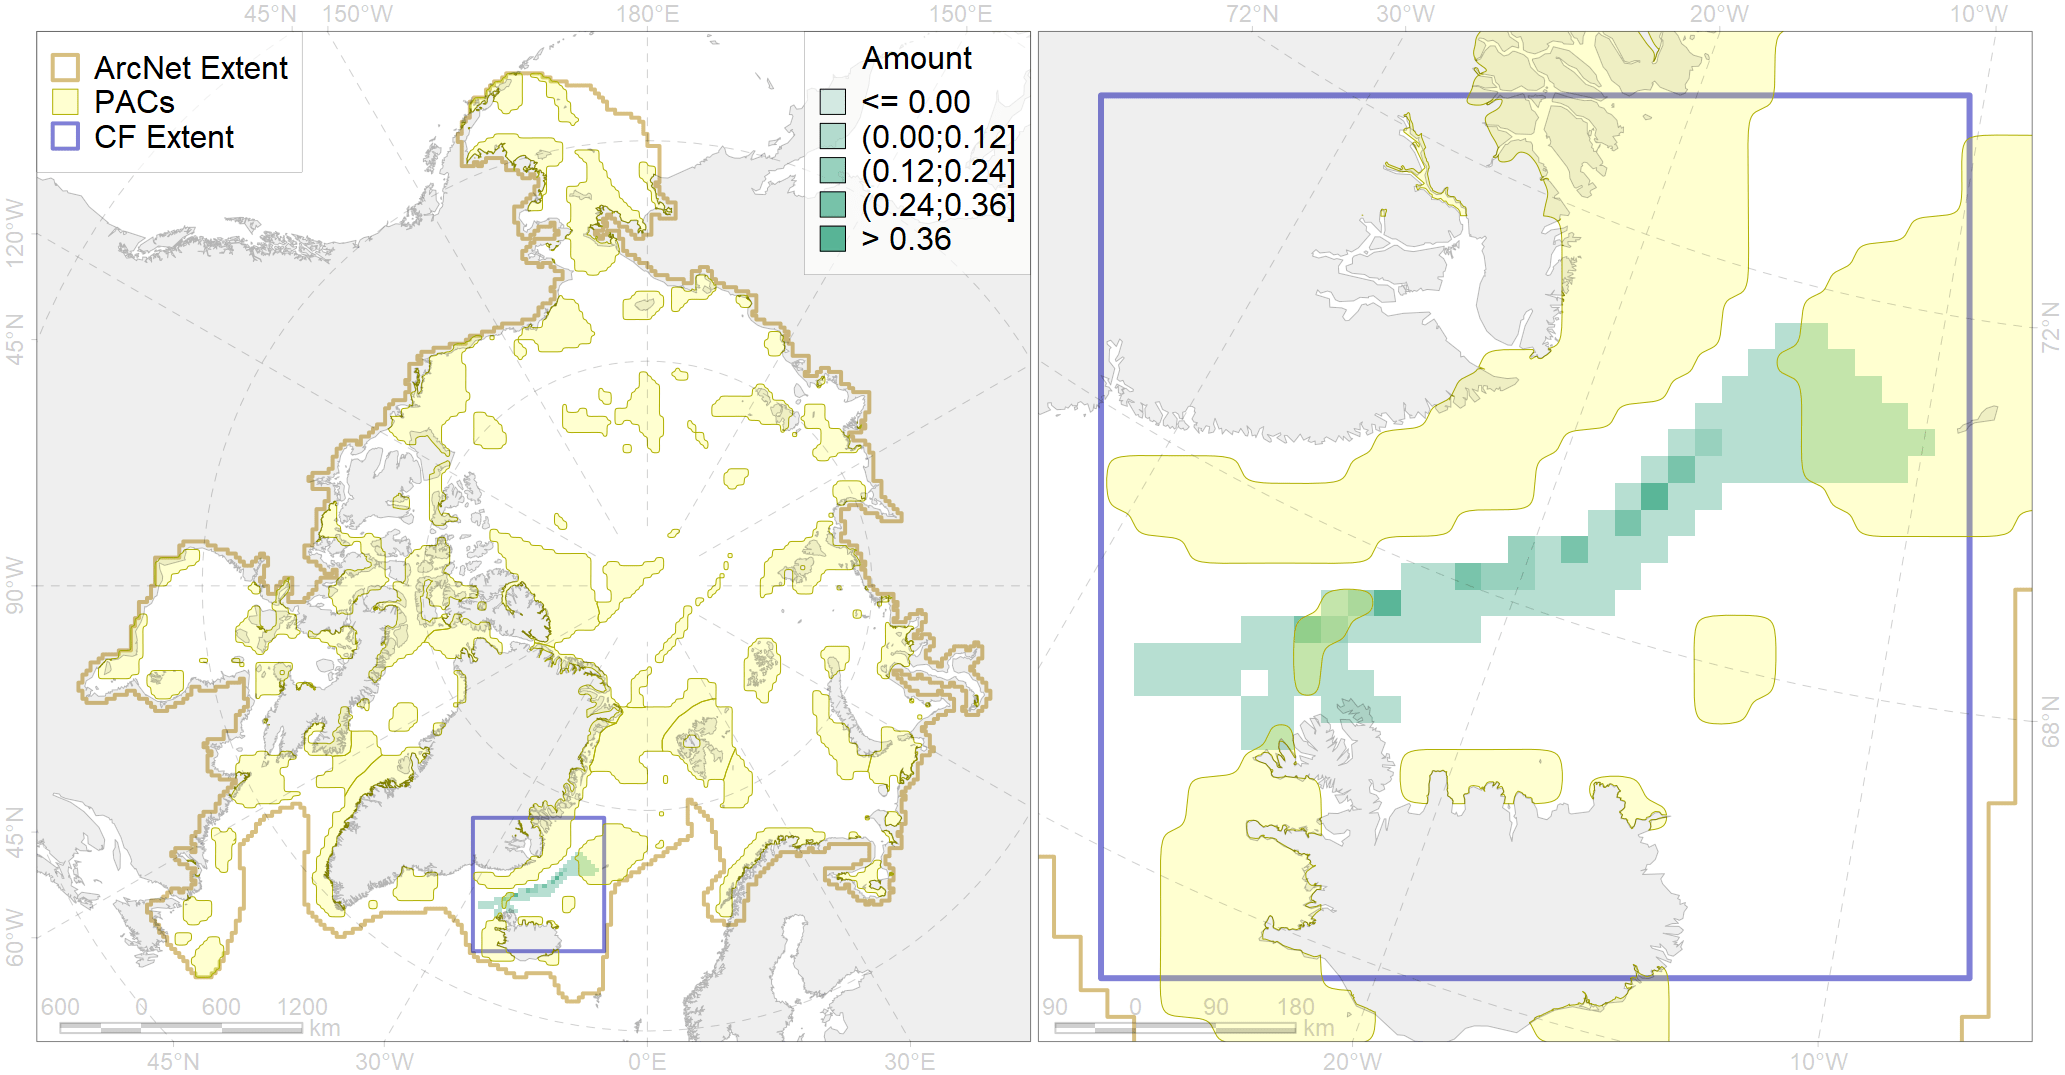 45°N 150°W 180°E 150°E 72°N 30°W 20°W 10°W
ArcNet Extent
PACs
CF Extent
Amount
<= 0.00
(0.00;0.12]
(0.12;0.24]
(0.24;0.36]
> 0.36
120°W
45°N
90°W
45°N
60°W
72°N
68°N
600 0 600 1200
km
90 0 90 180
km
45°N 30°W 0°E 30°E 20°W 10°W